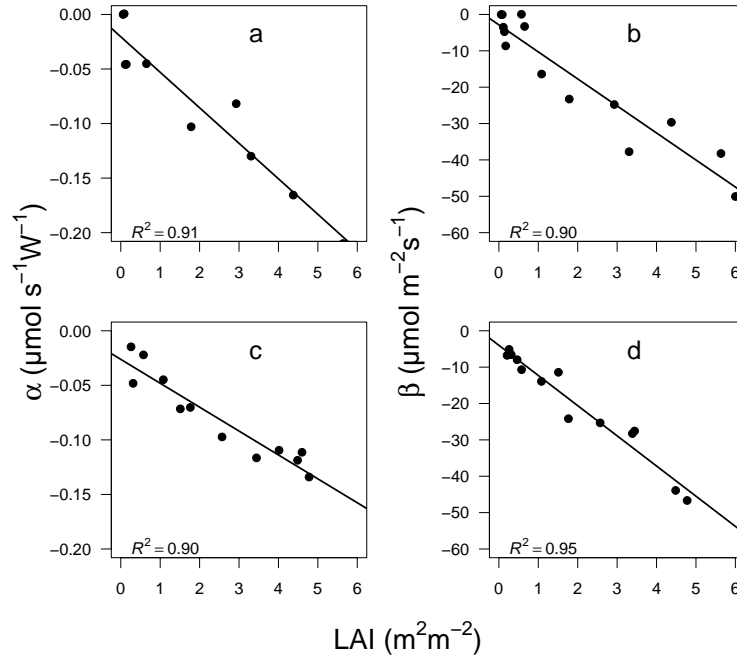 a
0.00
−0.05
−0.10
−0.15
−0.20
R² = 0.91
0 1 2 3 4 5 6
b
0
−10
−20
−30
−40
−50
−60
R² = 0.90
0 1 2 3 4 5 6
c
0.00
−0.05
−0.10
−0.15
−0.20
R² = 0.90
0 1 2 3 4 5 6
d
0
−10
−20
−30
−40
−50
−60
R² = 0.95
0 1 2 3 4 5 6
α (μmol s⁻¹W⁻¹)
β (μmol m⁻²s⁻¹)
LAI (m²m⁻²)